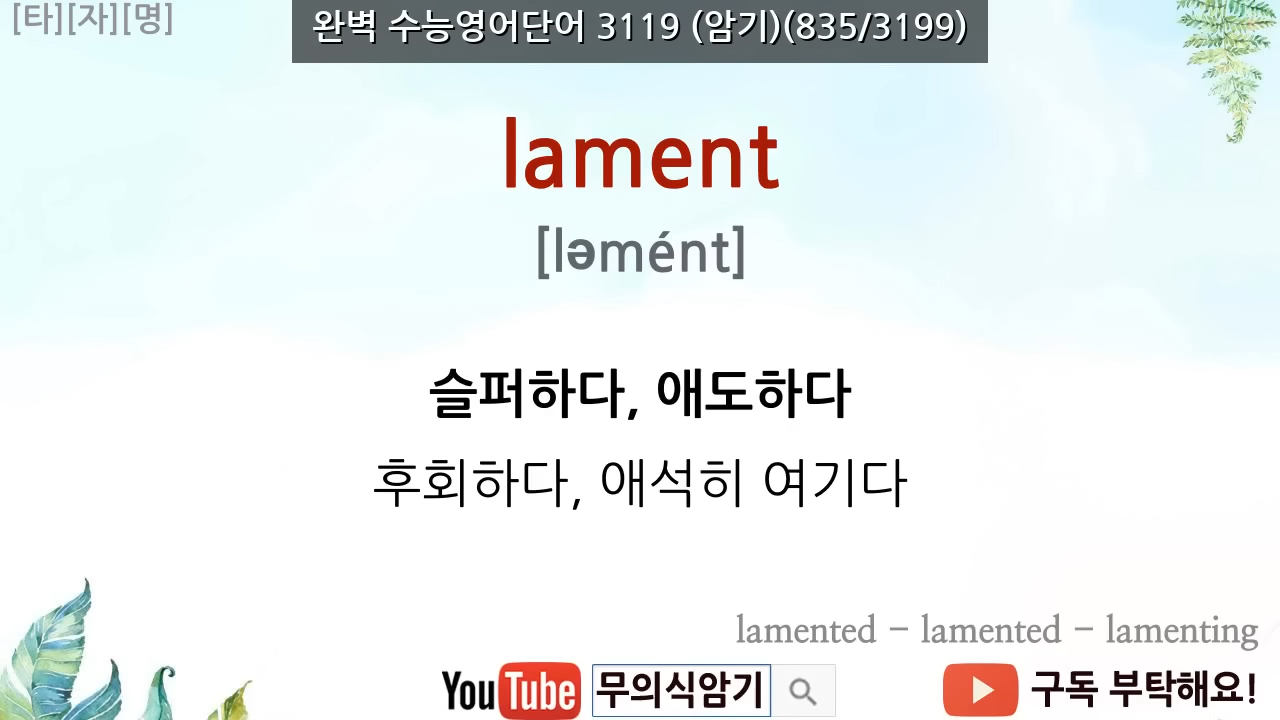 [타][자][명]
완벽 수능영어단어 3119 (암기)(835/3199)
lament
[ləmént]
슬퍼하다, 애도하다
후회하다, 애석히 여기다
lamented - lamented - lamenting
YouTube 무의식암기 구독 부탁해요!